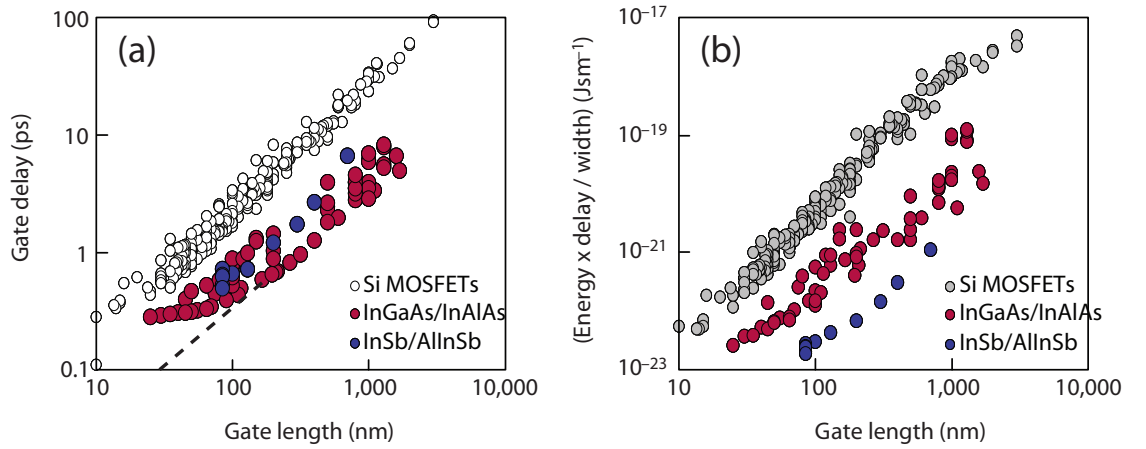 (a)
Gate delay (ps)
100
10
1
0.1
10
100
1,000
10,000
Gate length (nm)
Si MOSFETs
InGaAs/InAlAs
InSb/AlInSb
(b)
(Energy x delay / width) (Jsm⁻¹)
10⁻¹⁷
10⁻¹⁹
10⁻²¹
10⁻²³
10
100
1,000
10,000
Gate length (nm)
Si MOSFETs
InGaAs/InAlAs
InSb/AlInSb